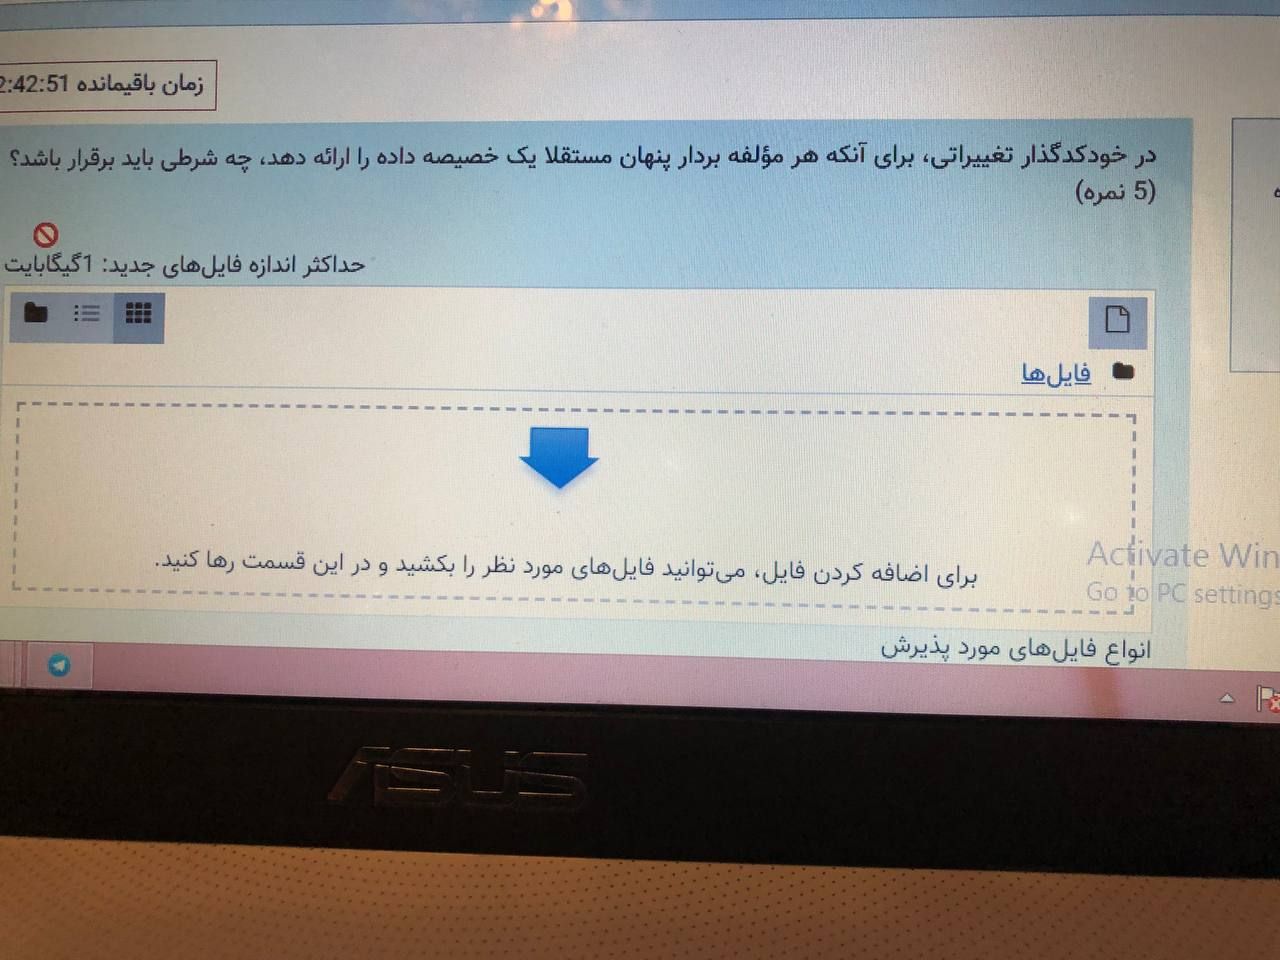 زمان باقیمانده 2:42:51
در خودکدگذار تغییراتی، برای آنکه هر مؤلفه بردار پنهان مستقلا یک خصیصه داده را ارائه دهد، چه شرطی باید برقرار باشد؟
(5 نمره)
حداکثر اندازه فایل‌های جدید: 1گیگابایت
فایل‌ها
برای اضافه کردن فایل، می‌توانید فایل‌های مورد نظر را بکشید و در این قسمت رها کنید.
Activate Win
Go to PC settings
انواع فایل‌های مورد پذیرش
ASUS